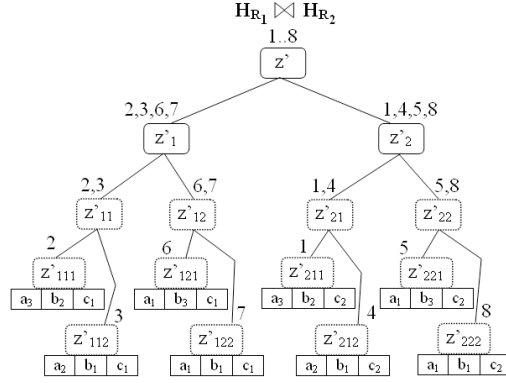 H_R1 ⋈ H_R2
1..8
z'
2,3,6,7 1,4,5,8
z'1 z'2
2,3 6,7 1,4 5,8
z'11 z'12 z'21 z'22
2 6 1 5
z'111 z'121 z'211 z'221
a3 b2 c1 a1 b3 c1 a3 b2 c2 a1 b3 c2
3 7 4 8
z'112 z'122 z'212 z'222
a2 b1 c1 a1 b1 c1 a2 b1 c2 a1 b1 c2